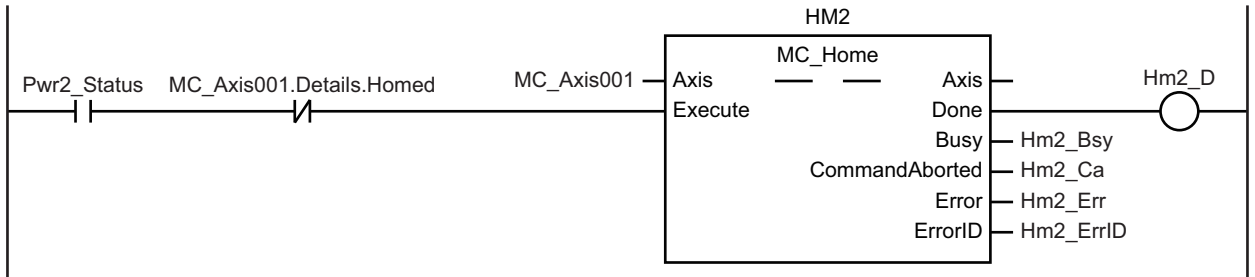 HM2
MC_Home
Pwr2_Status MC_Axis001.Details.Homed MC_Axis001 Axis Axis Hm2_D
Execute Done
Busy Hm2_Bsy
CommandAborted Hm2_Ca
Error Hm2_Err
ErrorID Hm2_ErrID